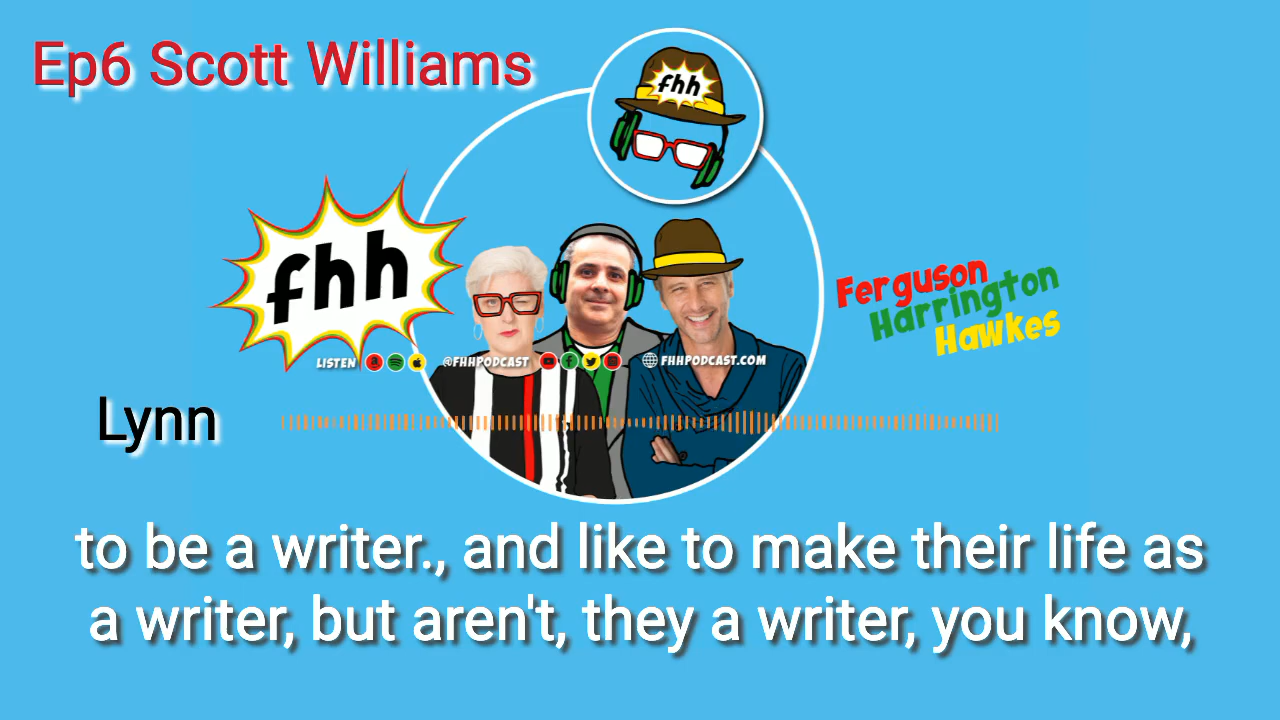 Ep6 Scott Williams
fhh
fhh
Ferguson
Harrington
Hawkes
LISTEN @FHHPODCAST FHHPODCAST.COM
Lynn
to be a writer., and like to make their life as
a writer, but aren't, they a writer, you know,